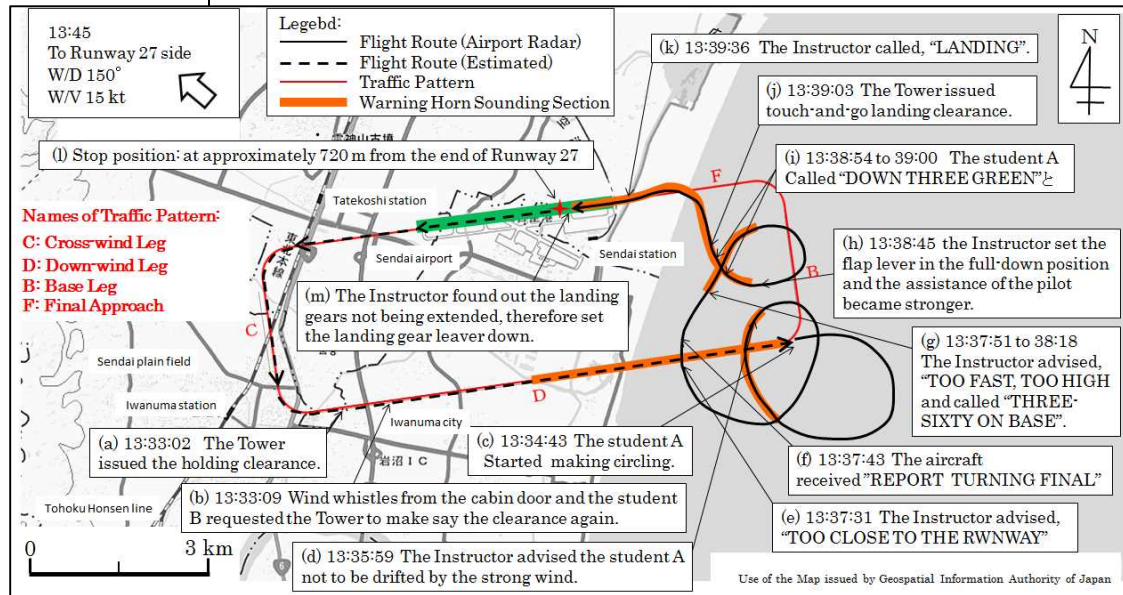 13:45
To Runway 27 side
W/D 150°
W/V 15 kt
Legebd:
Flight Route (Airport Radar)
Flight Route (Estimated)
Traffic Pattern
Warning Horn Sounding Section
N
(k) 13:39:36 The Instructor called, "LANDING".
(j) 13:39:03 The Tower issued
touch-and-go landing clearance.
(l) Stop position: at approximately 720 m from the end of Runway 27
(i) 13:38:54 to 39:00 The student A
Called "DOWN THREE GREEN"と
F
Tatekoshi station
Names of Traffic Pattern:
C: Cross-wind Leg
D: Down-wind Leg
B: Base Leg
F: Final Approach
Sendai airport
Sendai station
(h) 13:38:45 the Instructor set the
flap lever in the full-down position
and the assistance of the pilot
became stronger.
B
(m) The Instructor found out the landing
gears not being extended, therefore set
the landing gear leaver down.
C
(g) 13:37:51 to 38:18
The Instructor advised,
"TOO FAST, TOO HIGH
and called "THREE-
SIXTY ON BASE".
Sendai plain field
Iwanuma station
D
Iwanuma city
岩沼IC
(a) 13:33:02 The Tower
issued the holding clearance.
(c) 13:34:43 The student A
Started making circling.
(f) 13:37:43 The aircraft
received "REPORT TURNING FINAL"
(b) 13:33:09 Wind whistles from the cabin door and the student
B requested the Tower to make say the clearance again.
(e) 13:37:31 The Instructor advised,
"TOO CLOSE TO THE RWNWAY"
Tohoku Honsen line
(d) 13:35:59 The Instructor advised the student A
not to be drifted by the strong wind.
0 3 km
6
Use of the Map issued by Geospatial Information Authority of Japan